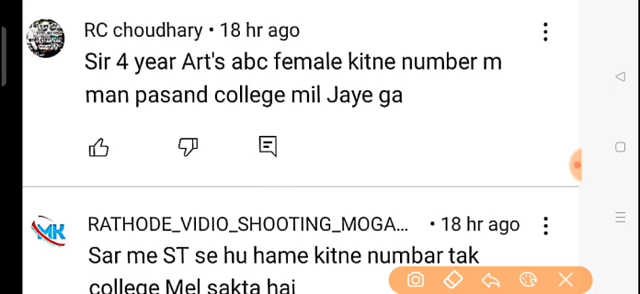 RC choudhary • 18 hr ago
Sir 4 year Art's abc female kitne number m
man pasand college mil Jaye ga
MK
RATHODE_VIDIO_SHOOTING_MOGA... • 18 hr ago
Sar me ST se hu hame kitne numbar tak
college Mel sakta hai